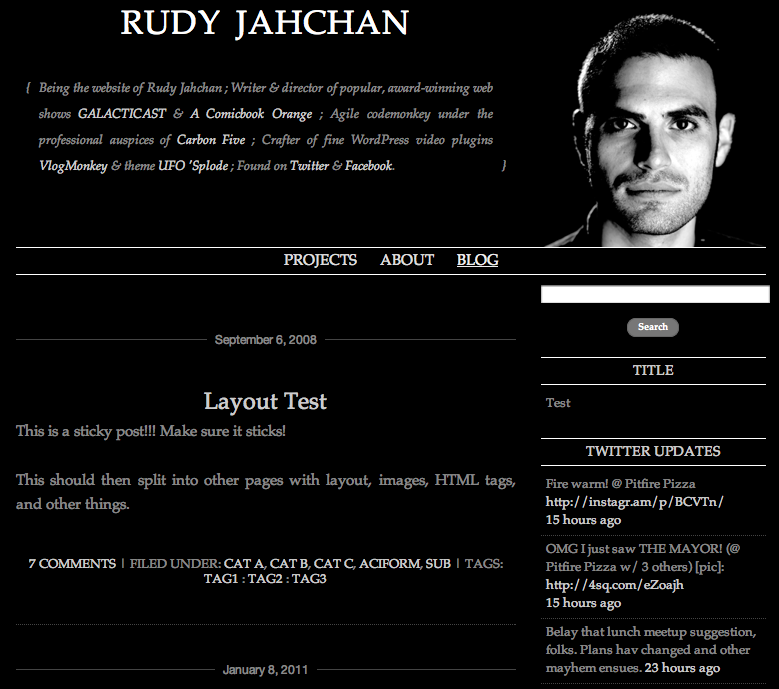 RUDY JAHCHAN
{ Being the website of Rudy Jahchan ; Writer & director of popular, award-winning web
shows GALACTICAST & A Comicbook Orange ; Agile codemonkey under the
professional auspices of Carbon Five ; Crafter of fine WordPress video plugins
VlogMonkey & theme UFO 'Splode ; Found on Twitter & Facebook. }
PROJECTS ABOUT BLOG
September 6, 2008
Layout Test
This is a sticky post!!! Make sure it sticks!
This should then split into other pages with layout, images, HTML tags,
and other things.
7 COMMENTS | FILED UNDER: CAT A, CAT B, CAT C, ACIFORM, SUB | TAGS:
TAG1 : TAG2 : TAG3
January 8, 2011
Search
TITLE
Test
TWITTER UPDATES
Fire warm! @ Pitfire Pizza
http://instagr.am/p/BCVTn/
15 hours ago
OMG I just saw THE MAYOR! (@
Pitfire Pizza w/ 3 others) [pic]:
http://4sq.com/eZoajh
15 hours ago
Belay that lunch meetup suggestion,
folks. Plans hav changed and other
mayhem ensues. 23 hours ago